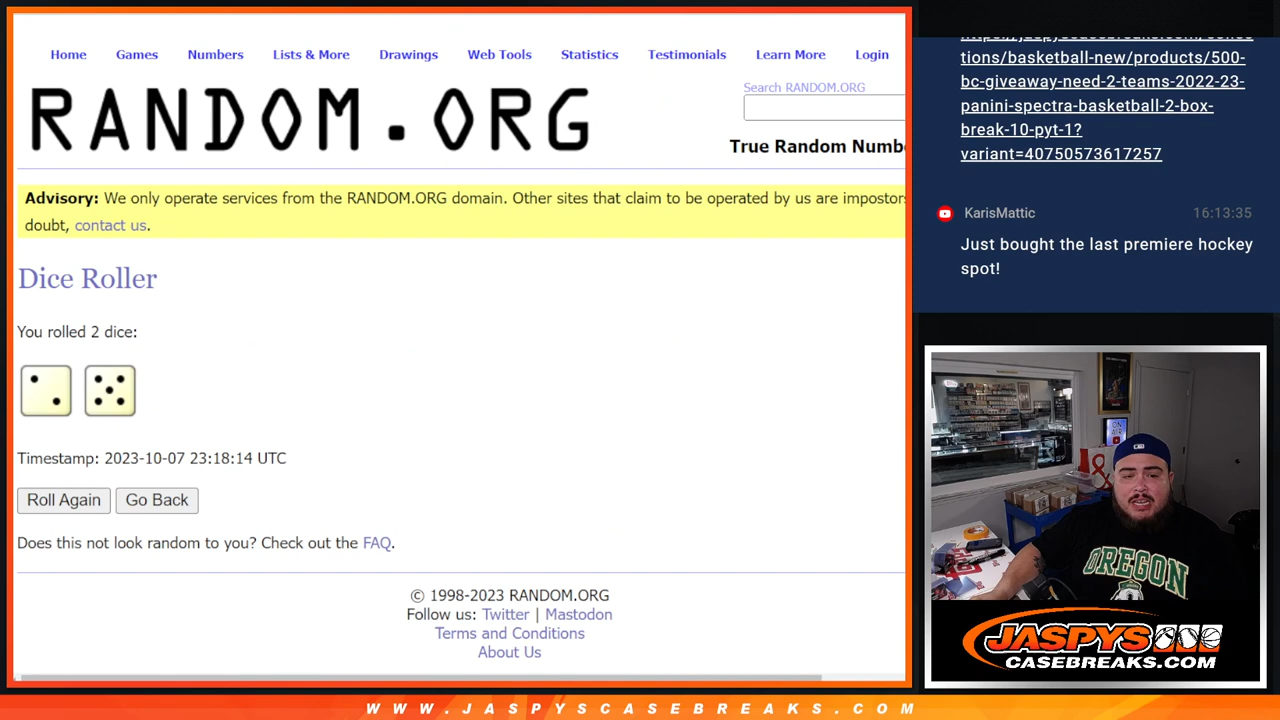 Home Games Numbers Lists & More Drawings Web Tools Statistics Testimonials Learn More Login
RANDOM.ORG
Search RANDOM.ORG
True Random Numbe
Advisory: We only operate services from the RANDOM.ORG domain. Other sites that claim to be operated by us are impostors
doubt, contact us.
Dice Roller
You rolled 2 dice:
Timestamp: 2023-10-07 23:18:14 UTC
Roll Again Go Back
Does this not look random to you? Check out the FAQ.
© 1998-2023 RANDOM.ORG
Follow us: Twitter | Mastodon
Terms and Conditions
About Us
tions/basketball-new/products/500-
bc-giveaway-need-2-teams-2022-23-
panini-spectra-basketball-2-box-
break-10-pyt-1?
variant=40750573617257
KarisMattic 16:13:35
Just bought the last premiere hockey
spot!
OREGON
JASPYS
CASEBREAKS.COM
WWW.JASPYSCASEBREAKS.COM